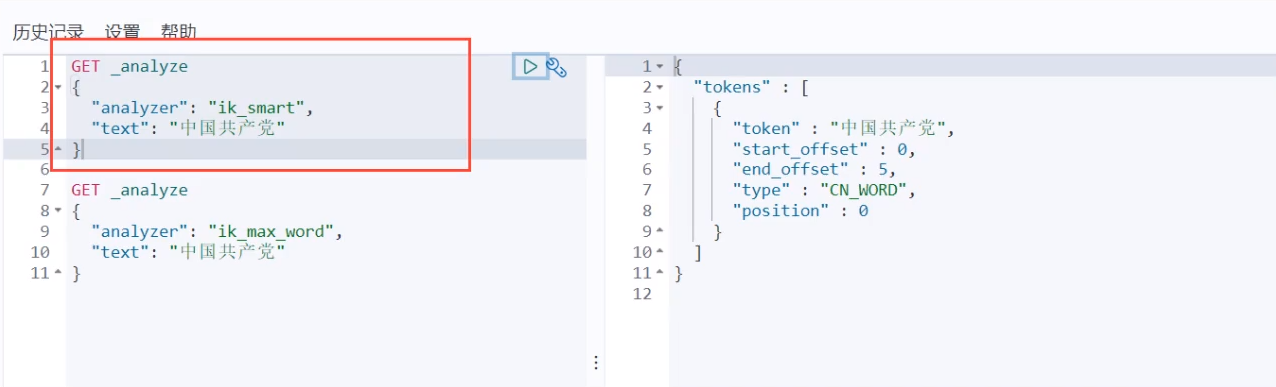 历史记录 设置 帮助
1 GET _analyze
2 {
3 "analyzer": "ik_smart",
4 "text": "中国共产党"
5 }
6
7 GET _analyze
8 {
9 "analyzer": "ik_max_word",
10 "text": "中国共产党"
11 }
1 {
2 "tokens" : [
3 {
4 "token" : "中国共产党",
5 "start_offset" : 0,
6 "end_offset" : 5,
7 "type" : "CN_WORD",
8 "position" : 0
9 }
10 ]
11 }
12